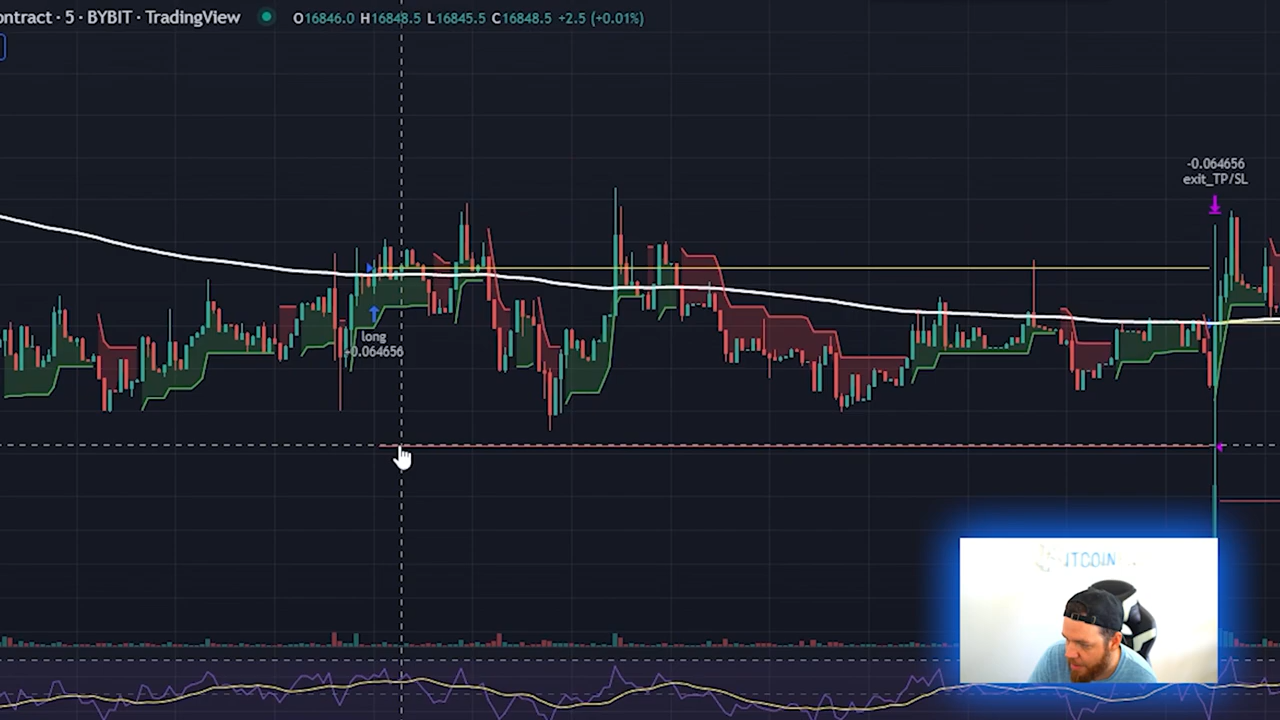 ontract · 5 · BYBIT · TradingView
O16846.0 H16848.5 L16845.5 C16848.5 +2.5 (+0.01%)
-0.064656
exit_TP/SL
long
+0.064656
ITCOIN